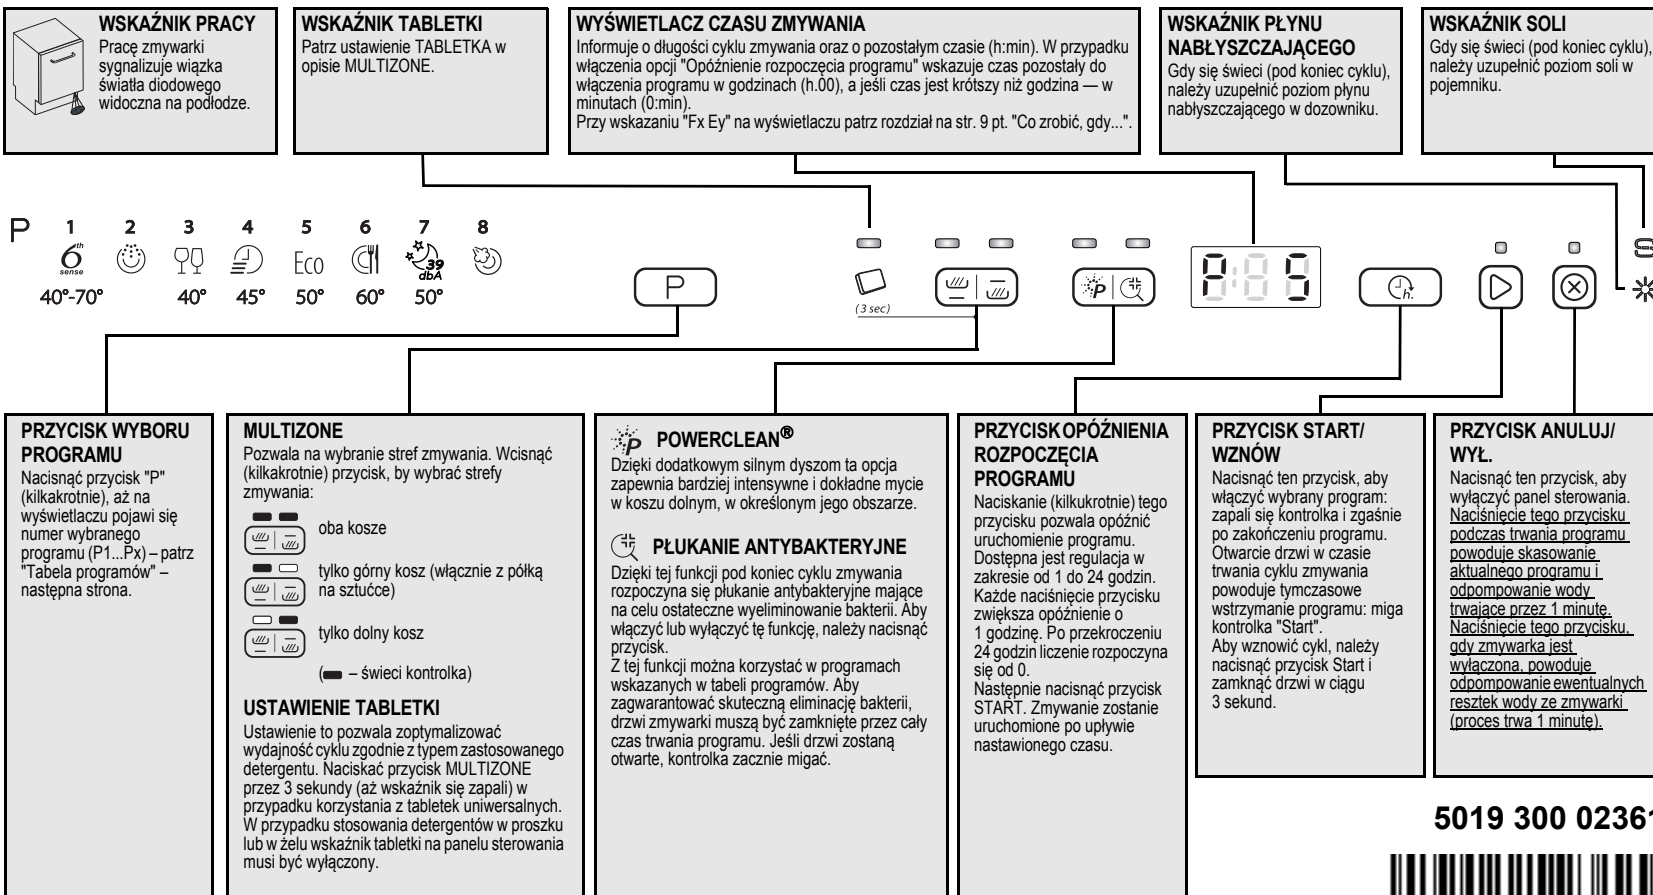 WSKAŹNIK PRACY
Pracę zmywarki
sygnalizuje wiązka
światła diodowego
widoczna na podłodze.
WSKAŹNIK TABLETKI
Patrz ustawienie TABLETKA w
opisie MULTIZONE.
WYŚWIETLACZ CZASU ZMYWANIA
Informuje o długości cyklu zmywania oraz o pozostałym czasie (h:min). W przypadku
włączenia opcji "Opóźnienie rozpoczęcia programu" wskazuje czas pozostały do
włączenia programu w godzinach (h.00), a jeśli czas jest krótszy niż godzina — w
minutach (0:min).
Przy wskazaniu "Fx Ey" na wyświetlaczu patrz rozdział na str. 9 pt. "Co zrobić, gdy...".
WSKAŹNIK PŁYNU
NABŁYSZCZAJĄCEGO
Gdy się świeci (pod koniec cyklu),
należy uzupełnić poziom płynu
nabłyszczającego w dozowniku.
WSKAŹNIK SOLI
Gdy się świeci (pod koniec cyklu),
należy uzupełnić poziom soli w
pojemniku.
P 1 2 3 4 5 6 7 8
6th sense Eco 39 dbA
40°-70° 40° 45° 50° 60° 50°
P
(3 sec)
P
P 5
h.
PRZYCISK WYBORU
PROGRAMU
Nacisnąć przycisk "P"
(kilkakrotnie), aż na
wyświetlaczu pojawi się
numer wybranego
programu (P1...Px) – patrz
"Tabela programów" –
następna strona.
MULTIZONE
Pozwala na wybranie stref zmywania. Wcisnąć
(kilkakrotnie) przycisk, by wybrać strefy
zmywania:
oba kosze
tylko górny kosz (włącznie z półką
na sztućce)
tylko dolny kosz
( – świeci kontrolka)
USTAWIENIE TABLETKI
Ustawienie to pozwala zoptymalizować
wydajność cyklu zgodnie z typem zastosowanego
detergentu. Naciskać przycisk MULTIZONE
przez 3 sekundy (aż wskaźnik się zapali) w
przypadku korzystania z tabletek uniwersalnych.
W przypadku stosowania detergentów w proszku
lub w żelu wskaźnik tabletki na panelu sterowania
musi być wyłączony.
P POWERCLEAN®
Dzięki dodatkowym silnym dyszom ta opcja
zapewnia bardziej intensywne i dokładne mycie
w koszu dolnym, w określonym jego obszarze.
PŁUKANIE ANTYBAKTERYJNE
Dzięki tej funkcji pod koniec cyklu zmywania
rozpoczyna się płukanie antybakteryjne mające
na celu ostateczne wyeliminowanie bakterii. Aby
włączyć lub wyłączyć tę funkcję, należy nacisnąć
przycisk.
Z tej funkcji można korzystać w programach
wskazanych w tabeli programów. Aby
zagwarantować skuteczną eliminację bakterii,
drzwi zmywarki muszą być zamknięte przez cały
czas trwania programu. Jeśli drzwi zostaną
otwarte, kontrolka zacznie migać.
PRZYCISK OPÓŹNIENIA
ROZPOCZĘCIA
PROGRAMU
Naciskanie (kilkukrotnie) tego
przycisku pozwala opóźnić
uruchomienie programu.
Dostępna jest regulacja w
zakresie od 1 do 24 godzin.
Każde naciśnięcie przycisku
zwiększa opóźnienie o
1 godzinę. Po przekroczeniu
24 godzin liczenie rozpoczyna
się od 0.
Następnie nacisnąć przycisk
START. Zmywanie zostanie
uruchomione po upływie
nastawionego czasu.
PRZYCISK START/
WZNÓW
Nacisnąć ten przycisk, aby
włączyć wybrany program:
zapali się kontrolka i zgaśnie
po zakończeniu programu.
Otwarcie drzwi w czasie
trwania cyklu zmywania
powoduje tymczasowe
wstrzymanie programu: miga
kontrolka "Start".
Aby wznowić cykl, należy
nacisnąć przycisk Start i
zamknąć drzwi w ciągu
3 sekund.
PRZYCISK ANULUJ/
WYŁ.
Nacisnąć ten przycisk, aby
wyłączyć panel sterowania.
Naciśnięcie tego przycisku
podczas trwania programu
powoduje skasowanie
aktualnego programu i
odpompowanie wody
trwające przez 1 minutę.
Naciśnięcie tego przycisku,
gdy zmywarka jest
wyłączona, powoduje
odpompowanie ewentualnych
resztek wody ze zmywarki
(proces trwa 1 minutę).
5019 300 02361